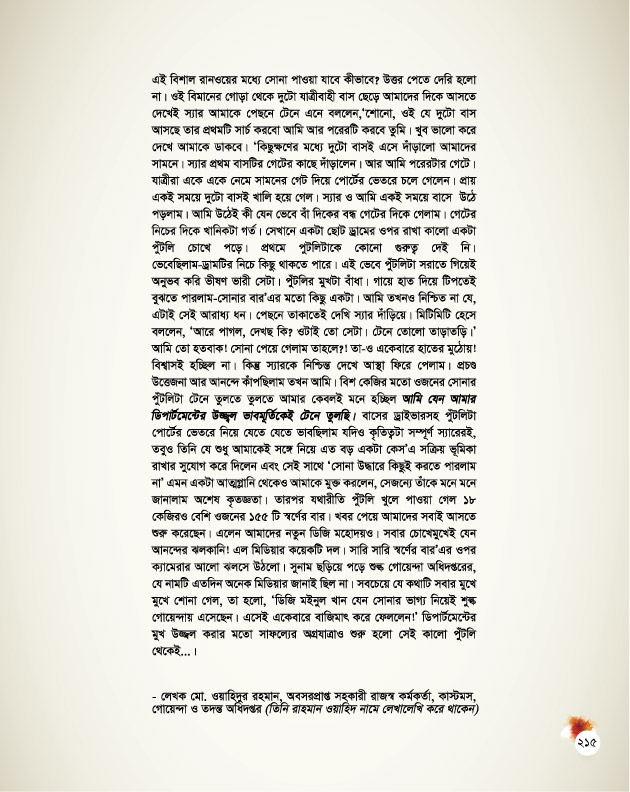 এই বিশাল রানওয়ের মধ্যে সোনা পাওয়া যাবে কীভাবে? উত্তর পেতে দেরি হলো
না। ওই বিমানের গোড়া থেকে দুটো যাত্রীবাহী বাস ছেড়ে আমাদের দিকে আসতে
দেখেই স্যার আমাকে পেছনে টেনে এনে বললেন,‘শোনো, ওই যে দুটো বাস
আসছে তার প্রথমটি সার্চ করবো আমি আর পরেরটি করবে তুমি। খুব ভালো করে
দেখে আমাকে ডাকবে। ‘কিছুক্ষণের মধ্যে দুটো বাসই এসে দাঁড়ালো আমাদের
সামনে। স্যার প্রথম বাসটির গেটের কাছে দাঁড়ালেন। আর আমি পরেরটার গেটে।
যাত্রীরা একে একে নেমে সামনের গেট দিয়ে পোর্টের ভেতরে চলে গেলেন। প্রায়
একই সময়ে দুটো বাসই খালি হয়ে গেল। স্যার ও আমি একই সময়ে বাসে উঠে
পড়লাম। আমি উঠেই কী যেন ভেবে বাঁ দিকের বন্ধ গেটের দিকে গেলাম। গেটের
নিচের দিকে খানিকটা গর্ত। সেখানে একটা ছোট ড্রামের ওপর রাখা কালো একটা
পুঁটলি চোখে পড়ে। প্রথমে পুঁটলিটাকে কোনো গুরুত্ব দেই নি।
ভেবেছিলাম-ড্রামটির নিচে কিছু থাকতে পারে। এই ভেবে পুঁটলিটা সরাতে গিয়েই
অনুভব করি ভীষণ ভারী সেটা। পুঁটলির মুখটা বাঁধা। গায়ে হাত দিয়ে টিপতেই
বুঝতে পারলাম-সোনার বার’এর মতো কিছু একটা। আমি তখনও নিশ্চিত না যে,
এটাই সেই আরাধ্য ধন। পেছনে তাকাতেই দেখি স্যার দাঁড়িয়ে। মিটিমিটি হেসে
বললেন, ‘আরে পাগল, দেখছ কি? ওটাই তো সেটা। টেনে তোলো তাড়াতড়ি।’
আমি তো হতবাক! সোনা পেয়ে গেলাম তাহলে?! তা-ও একেবারে হাতের মুঠোয়!
বিশ্বাসই হচ্ছিল না। কিন্তু স্যারকে নিশ্চিন্ত দেখে আস্থা ফিরে পেলাম। প্রচণ্ড
উত্তেজনা আর আনন্দে কাঁপছিলাম তখন আমি। বিশ কেজির মতো ওজনের সোনার
পুঁটলিটা টেনে তুলতে তুলতে আমার কেবলই মনে হচ্ছিল আমি যেন আমার
ডিপার্টমেন্টের উজ্জ্বল ভাবমূর্তিকেই টেনে তুলছি। বাসের ড্রাইভারসহ পুঁটলিটা
পোর্টের ভেতরে নিয়ে যেতে যেতে ভাবছিলাম যদিও কৃতিত্বটা সম্পূর্ণ স্যারেরই,
তবুও তিনি যে শুধু আমাকেই সঙ্গে নিয়ে এত বড় একটা কেস’এ সক্রিয় ভূমিকা
রাখার সুযোগ করে দিলেন এবং সেই সাথে ‘সোনা উদ্ধারে কিছুই করতে পারলাম
না’ এমন একটা আত্মগ্লানি থেকেও আমাকে মুক্ত করলেন, সেজন্যে তাঁকে মনে মনে
জানালাম অশেষ কৃতজ্ঞতা। তারপর যথারীতি পুঁটলি খুলে পাওয়া গেল ১৮
কেজিরও বেশি ওজনের ১৫৫ টি স্বর্ণের বার। খবর পেয়ে আমাদের সবাই আসতে
শুরু করেছেন। এলেন আমাদের নতুন ডিজি মহোদয়ও। সবার চোখেমুখেই যেন
আনন্দের ঝলকানি! এল মিডিয়ার কয়েকটি দল। সারি সারি স্বর্ণের বার’এর ওপর
ক্যামেরার আলো ঝলসে উঠলো। সুনাম ছড়িয়ে পড়ে শুল্ক গোয়েন্দা অধিদপ্তরের,
যে নামটি এতদিন অনেক মিডিয়ার জানাই ছিল না। সবচেয়ে যে কথাটি সবার মুখে
মুখে শোনা গেল, তা হলো, ‘ডিজি মইনুল খান যেন সোনার ভাগ্য নিয়েই শুল্ক
গোয়েন্দায় এসেছেন। এসেই একেবারে বাজিমাৎ করে ফেললেন!’ ডিপার্টমেন্টের
মুখ উজ্জ্বল করার মতো সাফল্যের অগ্রযাত্রাও শুরু হলো সেই কালো পুঁটলি
থেকেই...।
- লেখক মো. ওয়াহিদুর রহমান, অবসরপ্রাপ্ত সহকারী রাজস্ব কর্মকর্তা, কাস্টমস,
গোয়েন্দা ও তদন্ত অধিদপ্তর (তিনি রাহমান ওয়াহিদ নামে লেখালেখি করে থাকেন)
২১৫